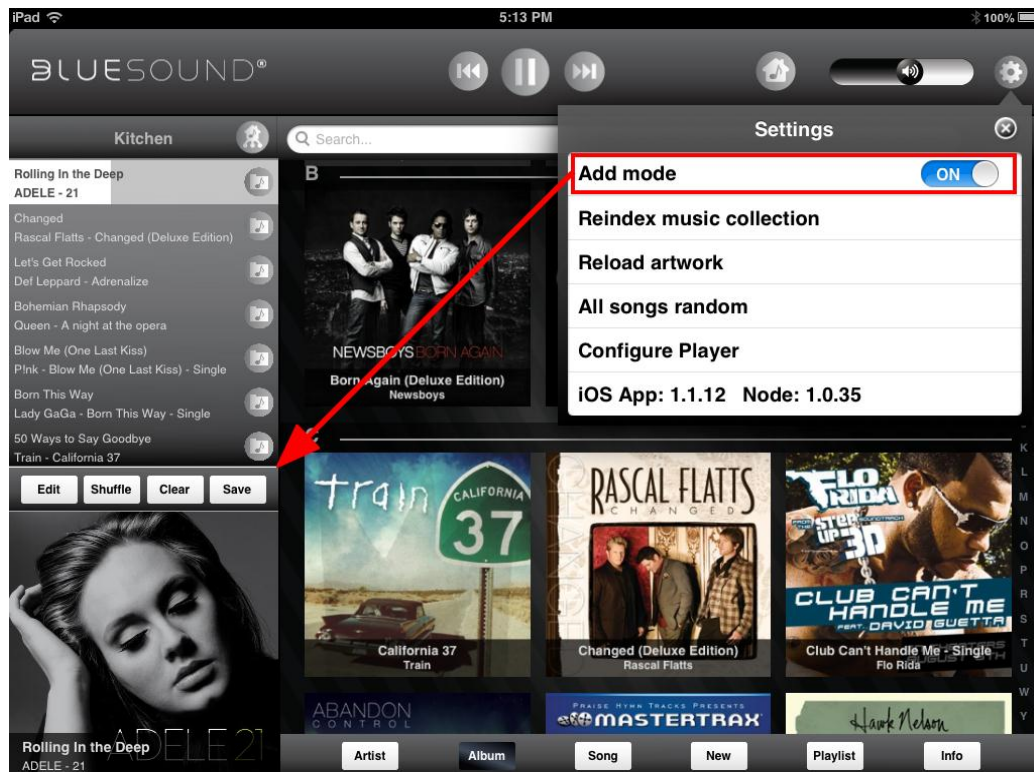 iPad 5:13 PM 100%
BLUESOUND®
Kitchen
Search...
Settings
Rolling In the Deep
ADELE - 21
Changed
Rascal Flatts - Changed (Deluxe Edition)
Let's Get Rocked
Def Leppard - Adrenalize
Bohemian Rhapsody
Queen - A night at the opera
Blow Me (One Last Kiss)
P!nk - Blow Me (One Last Kiss) - Single
Born This Way
Lady GaGa - Born This Way - Single
50 Ways to Say Goodbye
Train - California 37
Edit Shuffle Clear Save
Rolling In the Deep
ADELE 21
ADELE - 21
B
NEWSBOYS BORN AGAIN
Born Again (Deluxe Edition)
Newsboys
Add mode ON
Reindex music collection
Reload artwork
All songs random
Configure Player
iOS App: 1.1.12 Node: 1.0.35
C
train
CALIFORNIA
37
California 37
Train
RASCAL FLATTS
CHANGED
Changed (Deluxe Edition)
Rascal Flatts
FLO
RIDA
STEP
UP 3D
CLUB CAN'T
HANDLE ME
FEAT. DAVID GUETTA
Club Can't Handle Me - Single
Flo Rida
ABANDON
CONTROL
PRAISE HYMN TRACKS PRESENTS
MASTERTRAX
Hawk Nelson
K
L
M
N
O
P
R
S
T
U
W
Y
Artist Album Song New Playlist Info